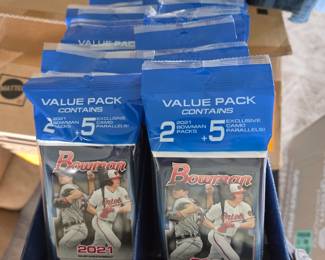 VALUE PACK
MATTEL
VALUE PACK
CONTAINS
2 2021 BOWMAN PACKS +5 EXCLUSIVE CAMO PARALLELS!
Bowman
2021
VALUE PACK
CONTAINS
2 2021 BOWMAN PACKS +5 EXCLUSIVE CAMO PARALLELS!
Bowman